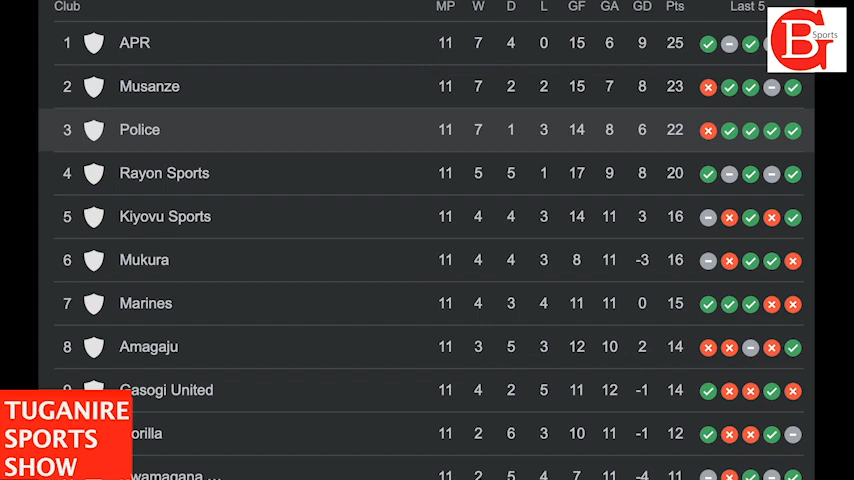 Club MP W D L GF GA GD Pts Last 5
BG Sports
1 APR 11 7 4 0 15 6 9 25
2 Musanze 11 7 2 2 15 7 8 23
3 Police 11 7 1 3 14 8 6 22
4 Rayon Sports 11 5 5 1 17 9 8 20
5 Kiyovu Sports 11 4 4 3 14 11 3 16
6 Mukura 11 4 4 3 8 11 -3 16
7 Marines 11 4 3 4 11 11 0 15
8 Amagaju 11 3 5 3 12 10 2 14
9 Gasogi United 11 4 2 5 11 12 -1 14
orilla 11 2 6 3 10 11 -1 12
wamagana ... 11 2 5 4 7 11 -4 11
TUGANIRE
SPORTS
SHOW